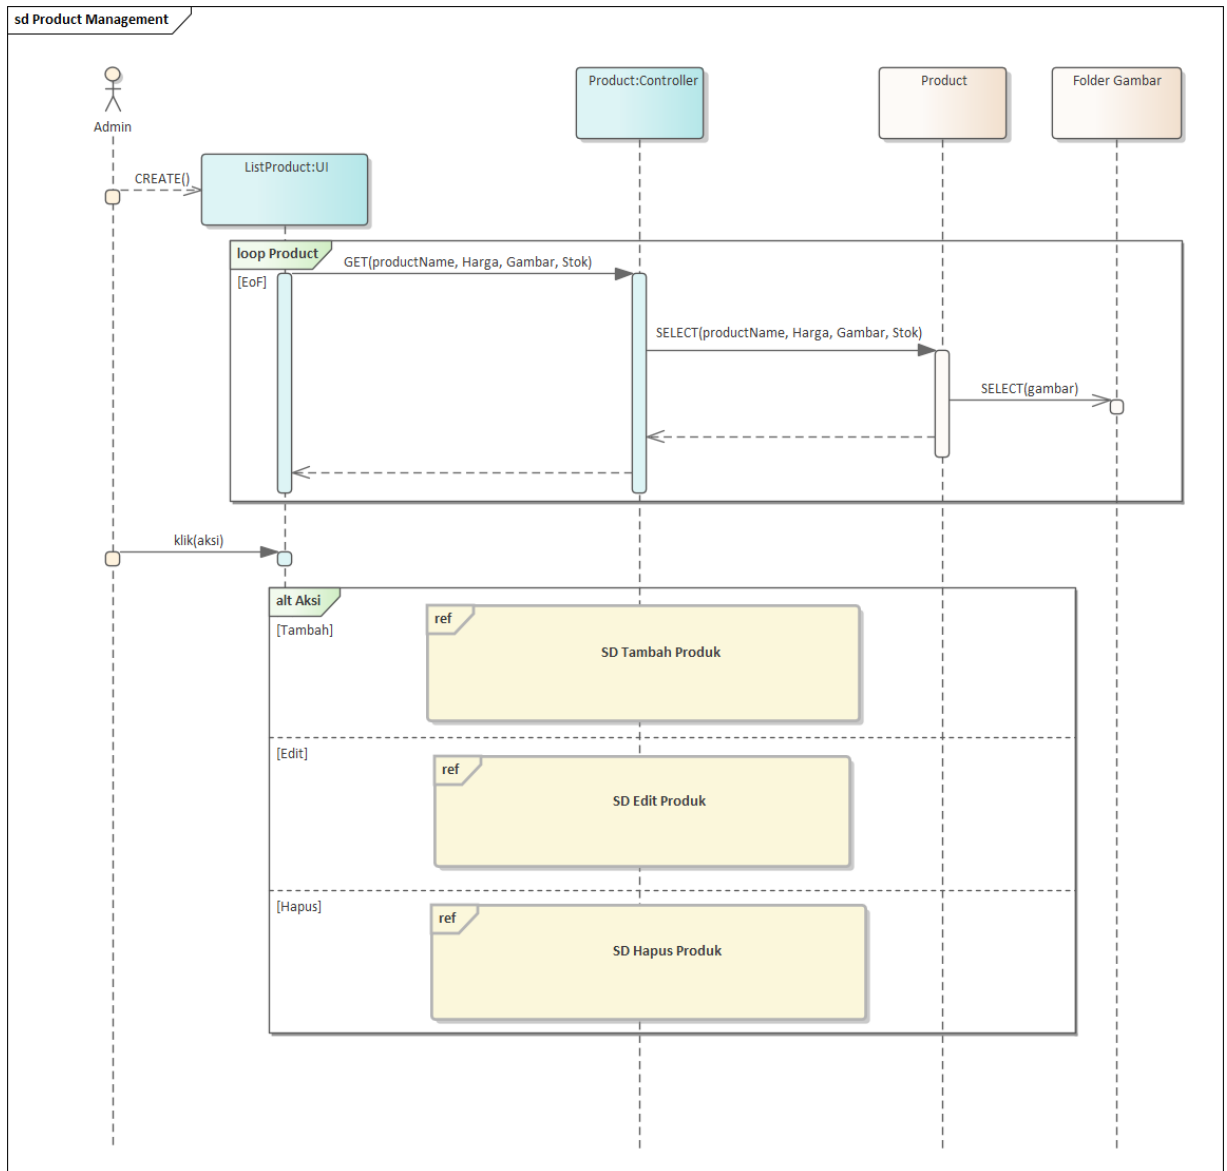 sd Product Management
Admin
Product:Controller
Product
Folder Gambar
CREATE()
ListProduct:UI
loop Product
[EoF]
GET(productName, Harga, Gambar, Stok)
SELECT(productName, Harga, Gambar, Stok)
SELECT(gambar)
klik(aksi)
alt Aksi
[Tambah]
ref
SD Tambah Produk
[Edit]
ref
SD Edit Produk
[Hapus]
ref
SD Hapus Produk